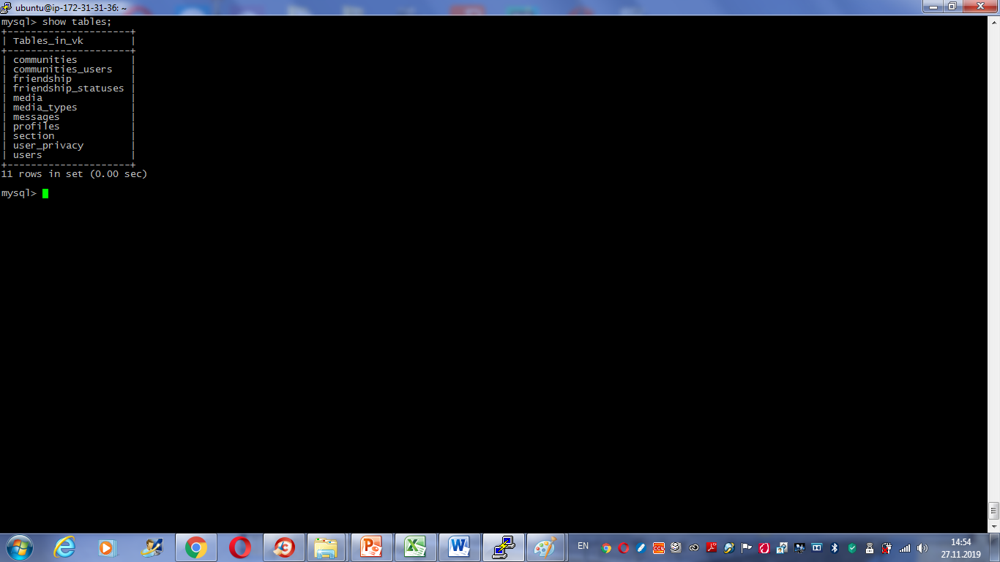 ubuntu@ip-172-31-31-36: ~
mysql> show tables;
+---------------------+
| Tables_in_vk        |
+---------------------+
| communities         |
| communities_users   |
| friendship          |
| friendship_statuses |
| media               |
| media_types         |
| messages            |
| profiles            |
| section             |
| user_privacy        |
| users               |
+---------------------+
11 rows in set (0.00 sec)
mysql>
EN
14:54
27.11.2019